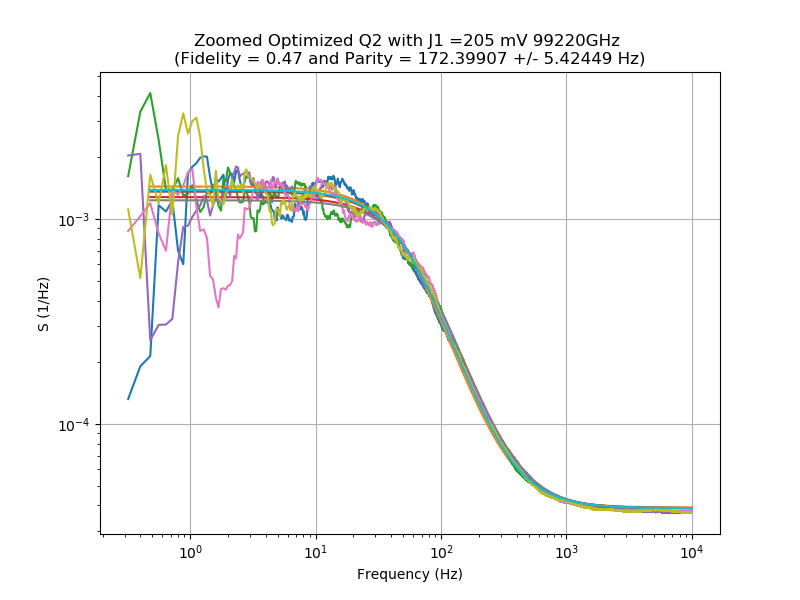 Zoomed Optimized Q2 with J1 =205 mV 99220GHz
(Fidelity = 0.47 and Parity = 172.39907 +/- 5.42449 Hz)
10⁻³
S (1/Hz)
10⁻⁴
10⁰ 10¹ 10² 10³ 10⁴
Frequency (Hz)